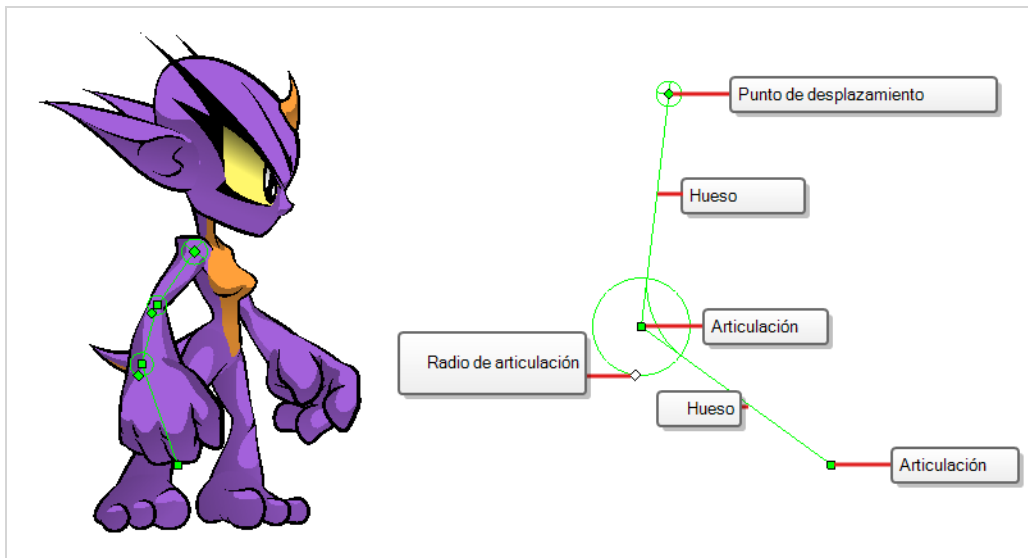 Punto de desplazamiento
Hueso
Articulación
Radio de articulación
Hueso
Articulación